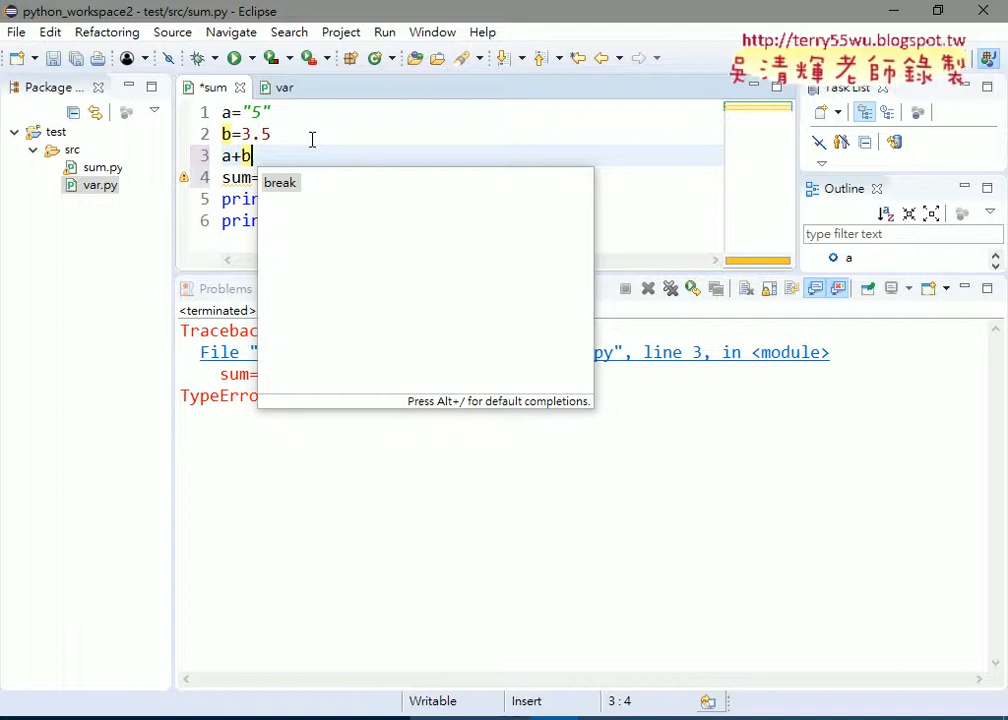 python_workspace2 - test/src/sum.py - Eclipse
File Edit Refactoring Source Navigate Search Project Run Window Help
http://terry55wu.blogspot.tw
吳清輝老師錄製
Package ...
*sum
var
Task List
test
src
sum.py
var.py
1 a="5"
2 b=3.5
3 a+b
4 sum=
5 prin
6 prin
break
Press Alt+/ for default completions.
Outline
type filter text
a
Problems
<terminated>
Tracebac
File " py", line 3, in <module>
sum=
TypeErro
Writable Insert 3 : 4